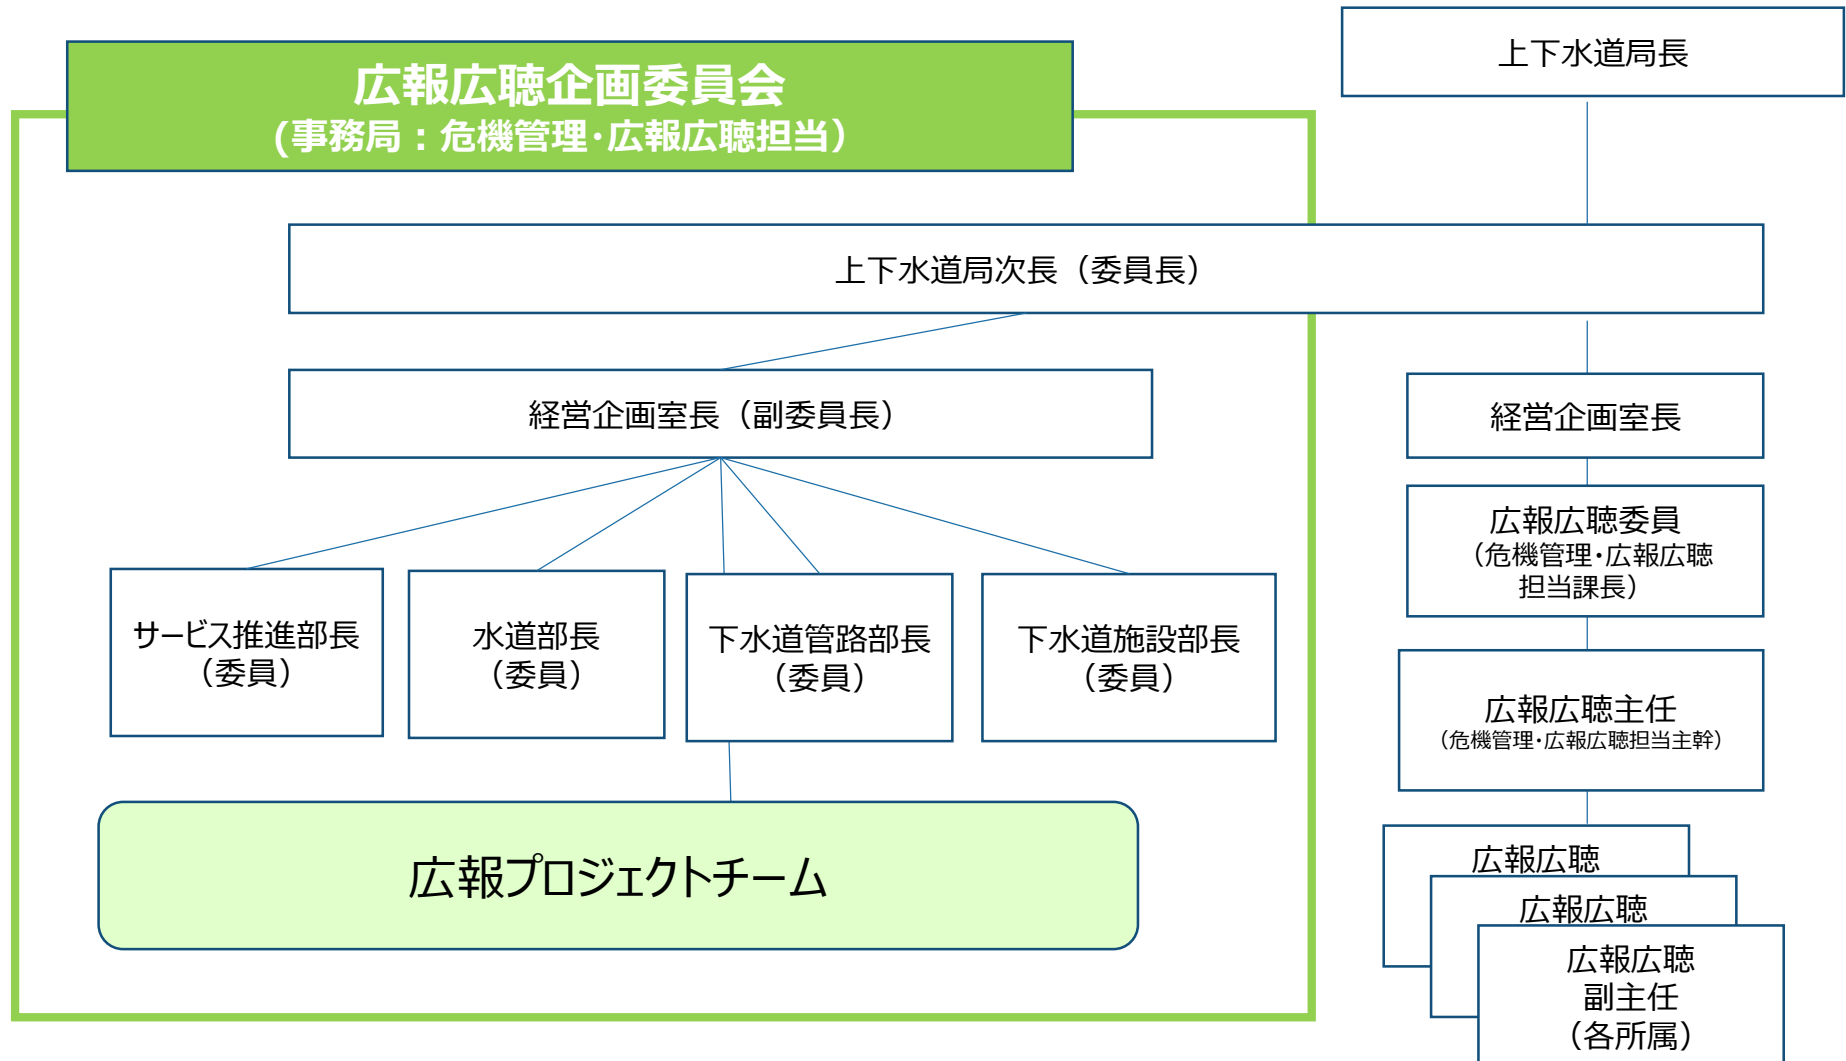 広報広聴企画委員会
(事務局：危機管理･広報広聴担当）
上下水道局長
上下水道局次長（委員長）
経営企画室長（副委員長）
サービス推進部長
（委員）
水道部長
（委員）
下水道管路部長
（委員）
下水道施設部長
（委員）
広報プロジェクトチーム
経営企画室長
広報広聴委員
（危機管理･広報広聴
担当課長）
広報広聴主任
（危機管理･広報広聴担当主幹）
広報広聴
広報広聴
広報広聴
副主任
（各所属）